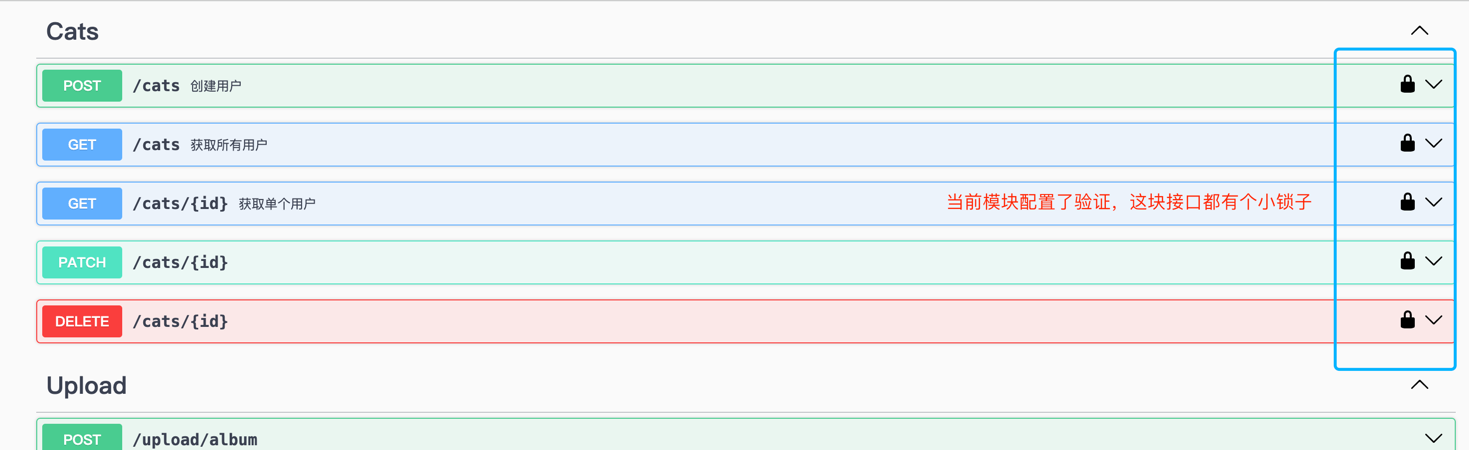 Cats
POST /cats 创建用户
GET /cats 获取所有用户
GET /cats/{id} 获取单个用户 当前模块配置了验证，这块接口都有个小锁子
PATCH /cats/{id}
DELETE /cats/{id}
Upload
POST /upload/album